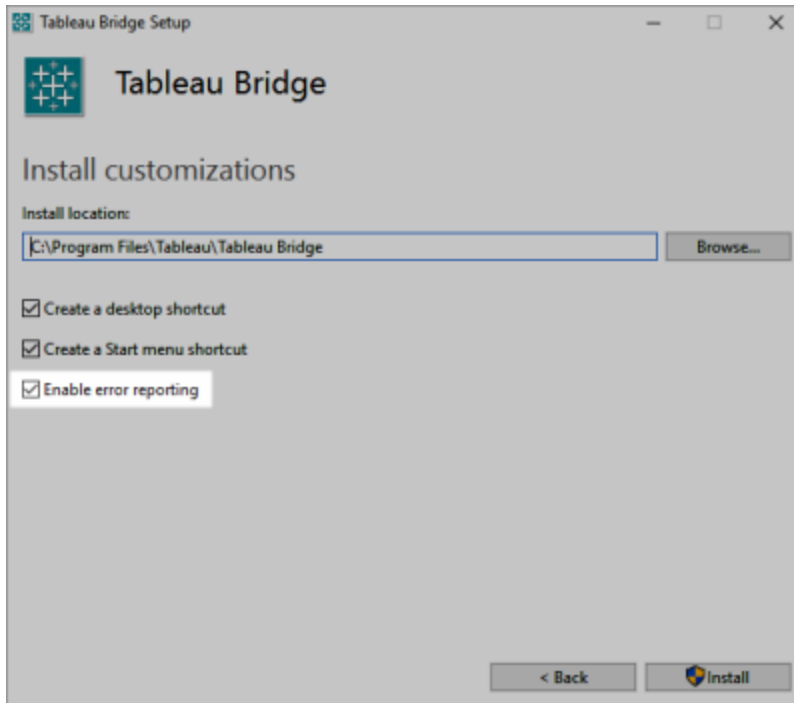 Tableau Bridge Setup
Tableau Bridge
Install customizations
Install location:
C:\Program Files\Tableau\Tableau Bridge
Browse...
Create a desktop shortcut
Create a Start menu shortcut
Enable error reporting
< Back
Install